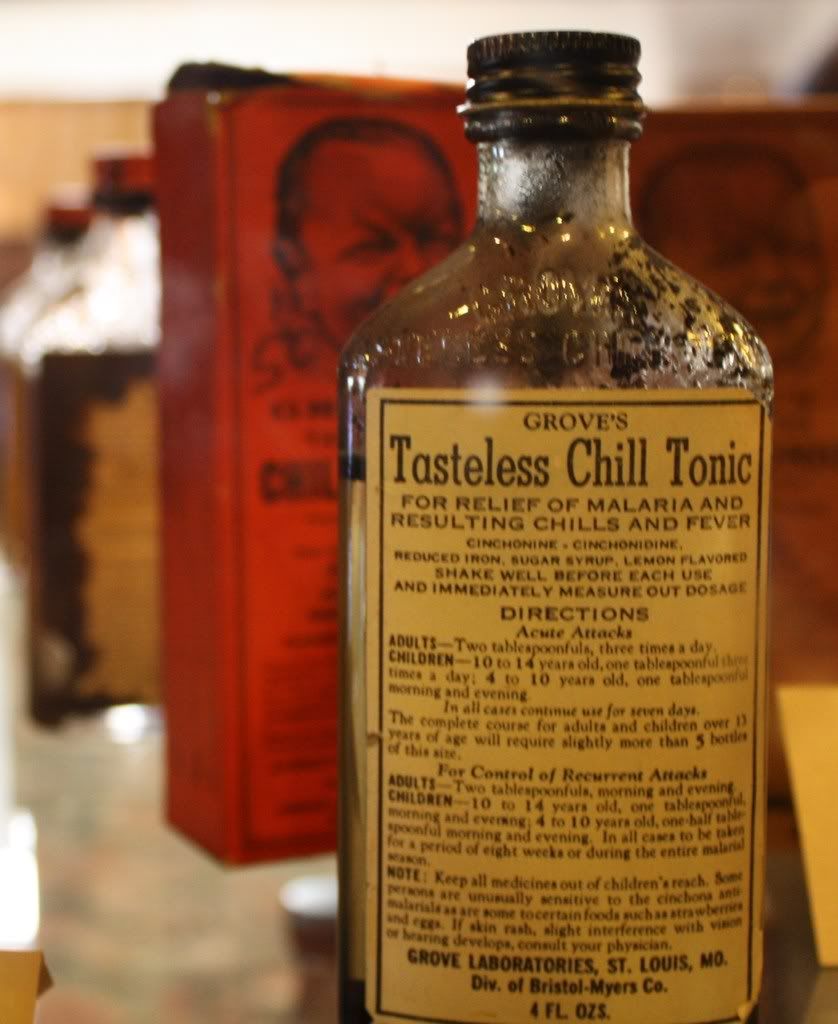 GROVE'S
Tasteless Chill Tonic
FOR RELIEF OF MALARIA AND
RESULTING CHILLS AND FEVER
CINCHONINE - CINCHONIDINE,
REDUCED IRON, SUGAR SYRUP, LEMON FLAVORED
SHAKE WELL BEFORE EACH USE
AND IMMEDIATELY MEASURE OUT DOSAGE
DIRECTIONS
Acute Attacks
ADULTS—Two tablespoonfuls, three times a day.
CHILDREN—10 to 14 years old, one tablespoonful three
times a day; 4 to 10 years old, one tablespoonful
morning and evening.
In all cases continue use for seven days.
The complete course for adults and children over 13
years of age will require slightly more than 5 bottles
of this size.
For Control of Recurrent Attacks
ADULTS—Two tablespoonfuls, morning and evening.
CHILDREN—10 to 14 years old, one tablespoonful,
morning and evening; 4 to 10 years old, one-half table-
spoonful morning and evening. In all cases to be taken
for a period of eight weeks or during the entire malarial
season.
NOTE: Keep all medicines out of children's reach. Some
persons are unusually sensitive to the cinchona anti-
malarials as are some to certain foods such as strawberries
and eggs. If skin rash, slight interference with vision
or hearing develops, consult your physician.
GROVE LABORATORIES, ST. LOUIS, MO.
Div. of Bristol-Myers Co.
4 FL. OZS.